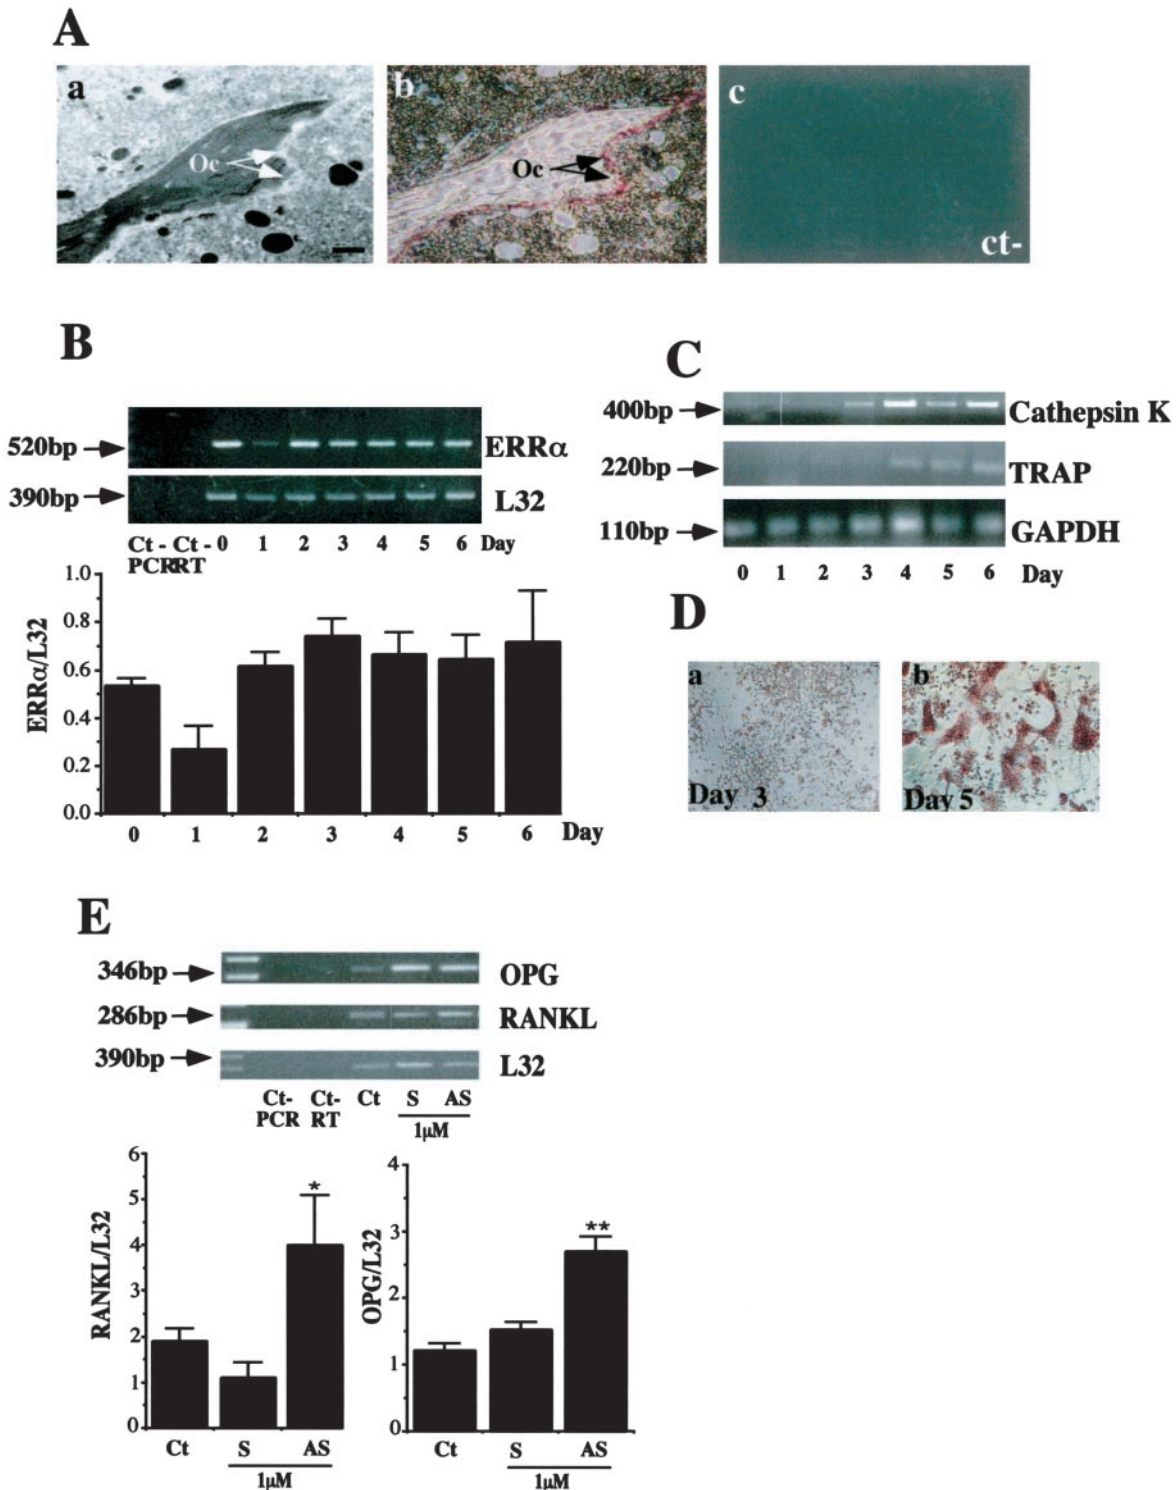 A
a
Oc
b
Oc
c
ct-
B
520bp
ERRα
390bp
L32
Ct - Ct - 0 1 2 3 4 5 6 Day
PCR RT
1.0
0.8
0.6
0.4
0.2
0.0
ERRα/L32
0 1 2 3 4 5 6 Day
C
400bp
Cathepsin K
220bp
TRAP
110bp
GAPDH
0 1 2 3 4 5 6 Day
D
a
Day 3
b
Day 5
E
346bp
OPG
286bp
RANKL
390bp
L32
Ct- Ct- Ct S AS
PCR RT
1μM
6
5
4
3
2
1
0
RANKL/L32
*
Ct S AS
1μM
4
3
2
1
0
OPG/L32
**
Ct S AS
1μM